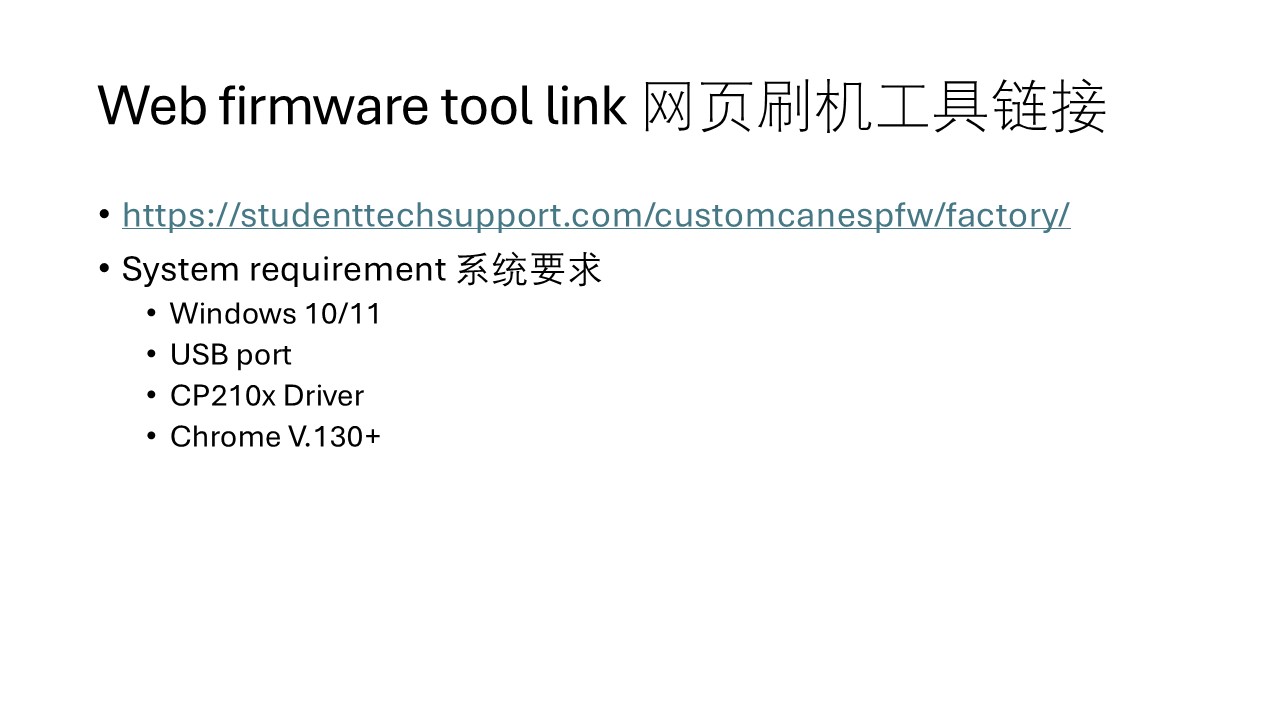 Web firmware tool link 网页刷机工具链接
• https://studenttechsupport.com/customcanespfw/factory/
• System requirement 系统要求
• Windows 10/11
• USB port
• CP210x Driver
• Chrome V.130+